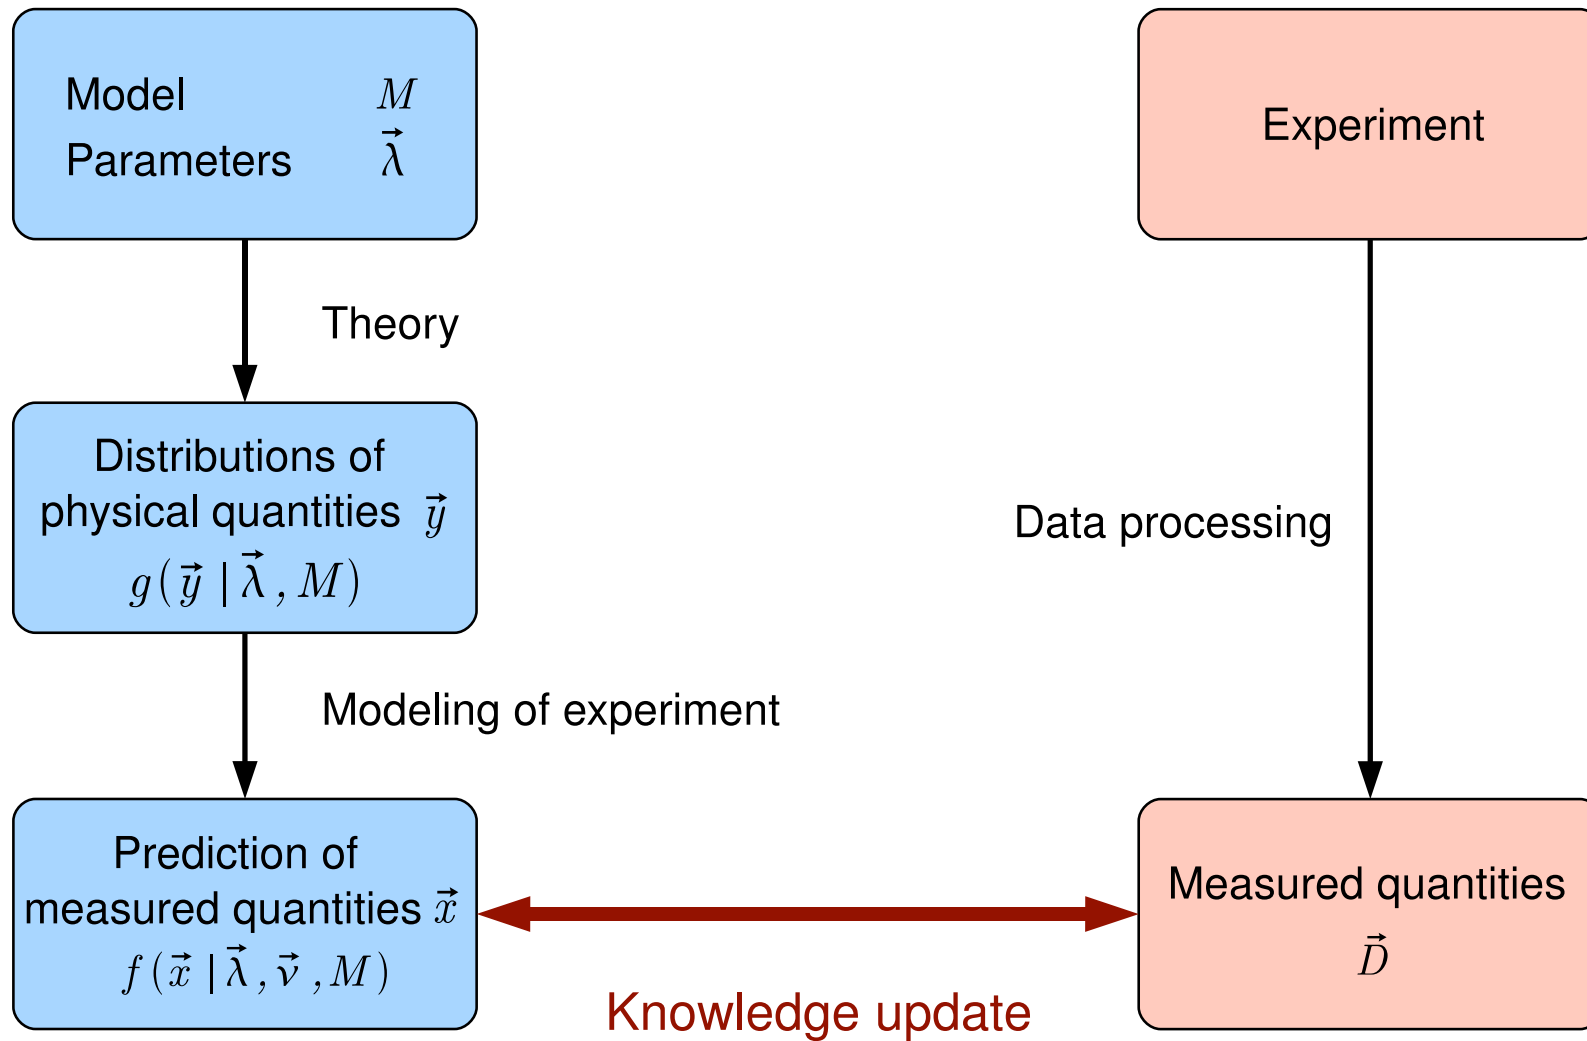 Model M
Parameters λ⃗
Theory
Distributions of
physical quantities y⃗
g(y⃗ | λ⃗, M)
Modeling of experiment
Prediction of
measured quantities x⃗
f(x⃗ | λ⃗, ν⃗, M)
Experiment
Data processing
Measured quantities
D⃗
Knowledge update